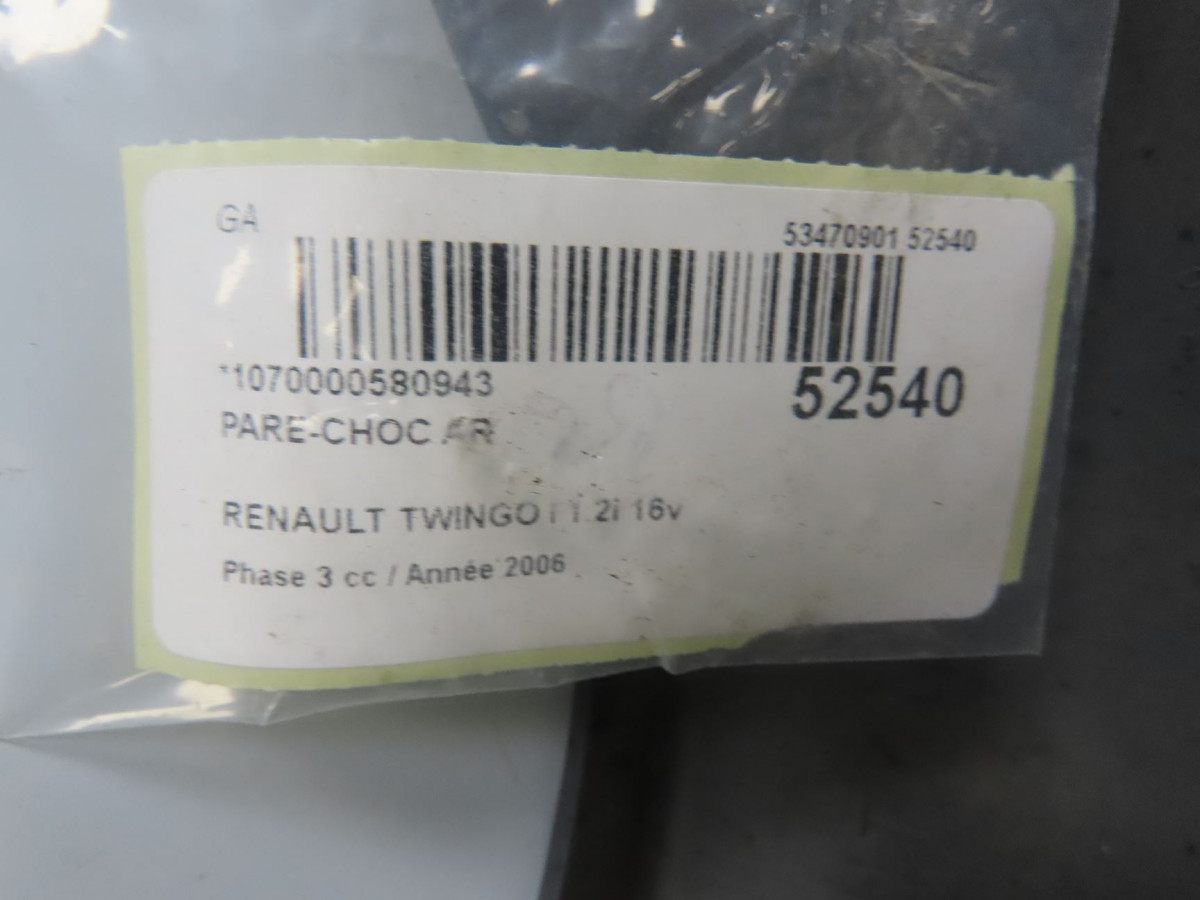 GA
53470901 52540
*1070000580943
52540
PARE-CHOC AR
RENAULT TWINGO I 1.2i 16v
Phase 3 cc / Année 2006